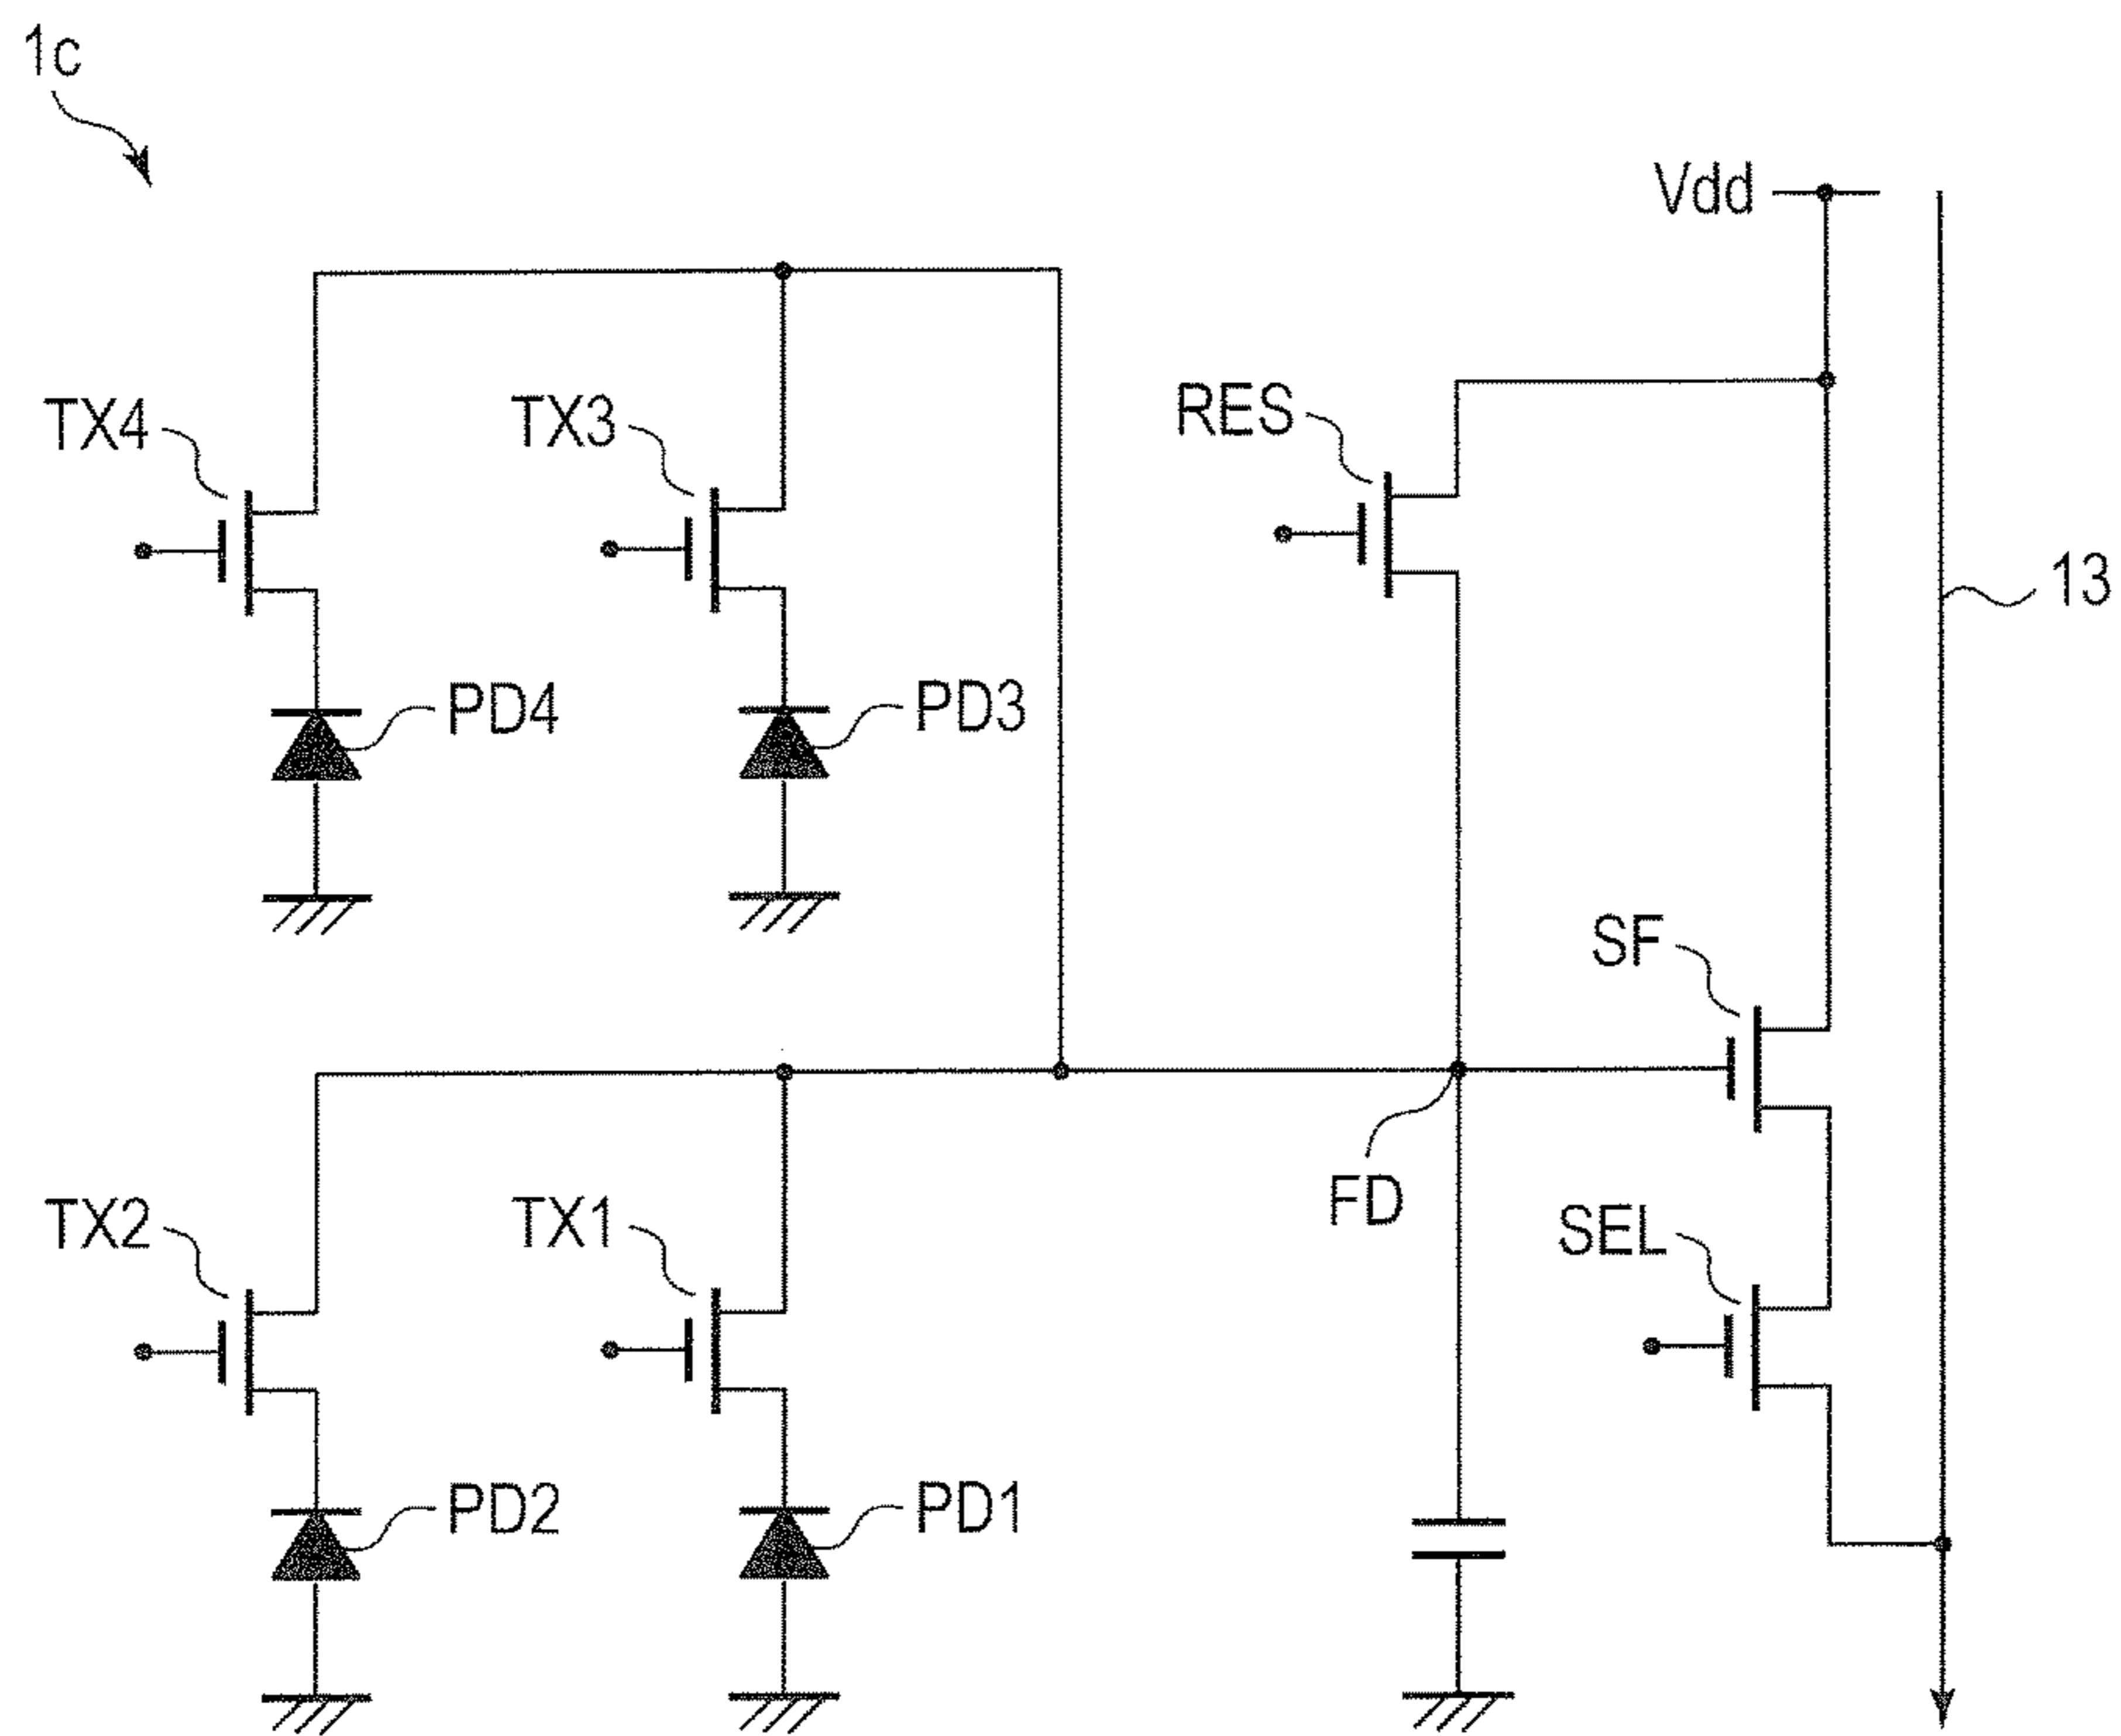 1c
Vdd
RES
TX4
TX3
13
PD4
PD3
SF
FD
TX2
TX1
SEL
PD2
PD1